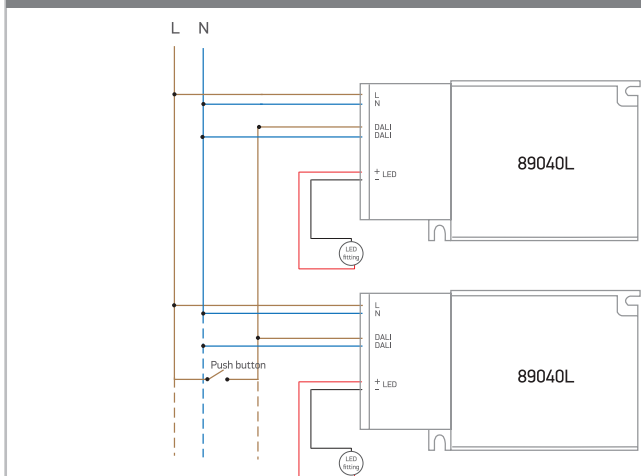 L N
L
N
DALI
DALI
+ LED
-
89040L
LED
fitting
L
N
DALI
DALI
Push button
+ LED
-
89040L
LED
fitting